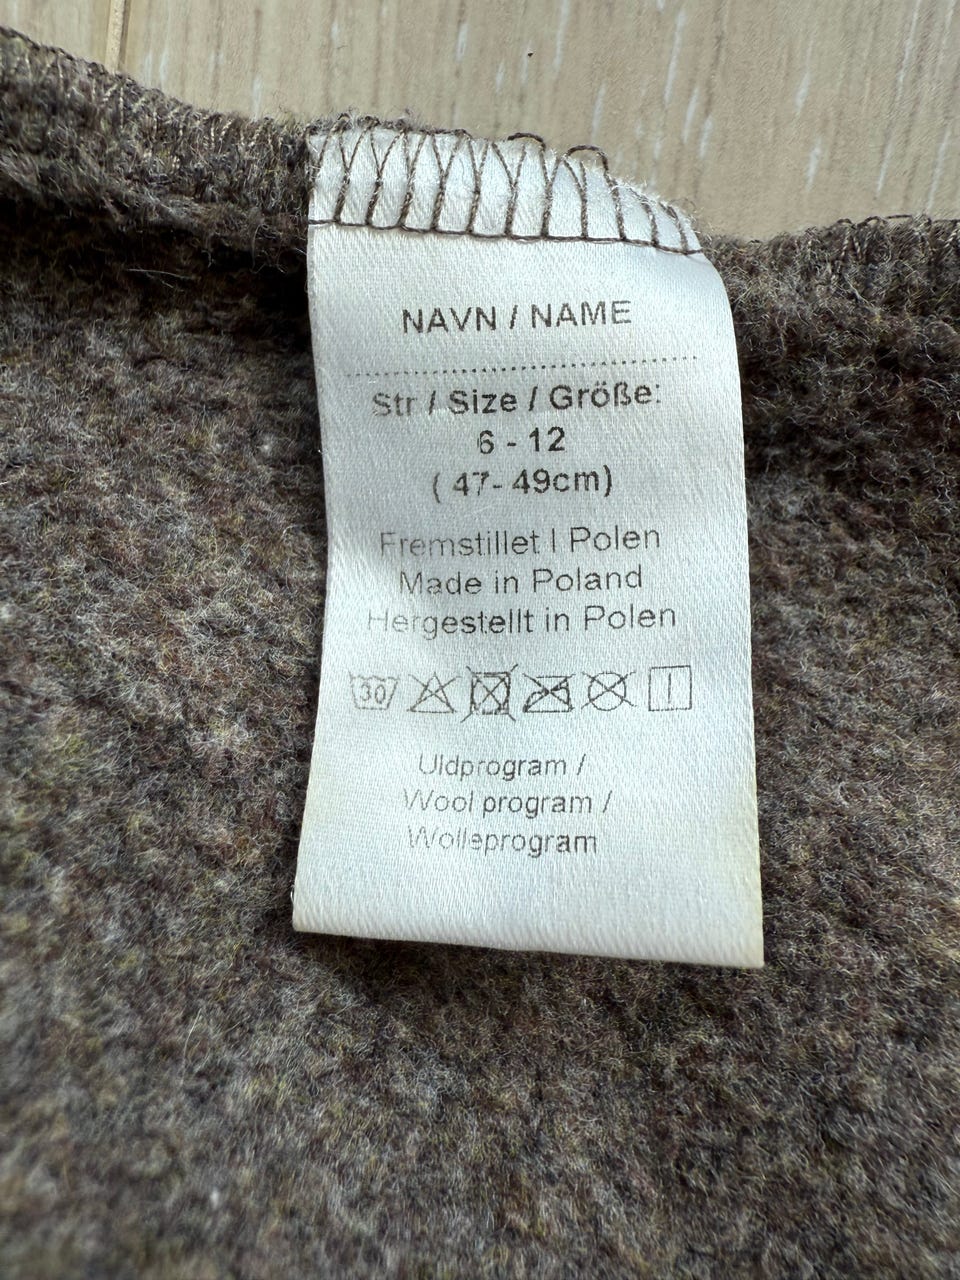 NAVN / NAME
Str / Size / Größe:
6 - 12
( 47- 49cm)
Fremstillet I Polen
Made in Poland
Hergestellt in Polen
30
Uldprogram /
Wool program /
Wolleprogram